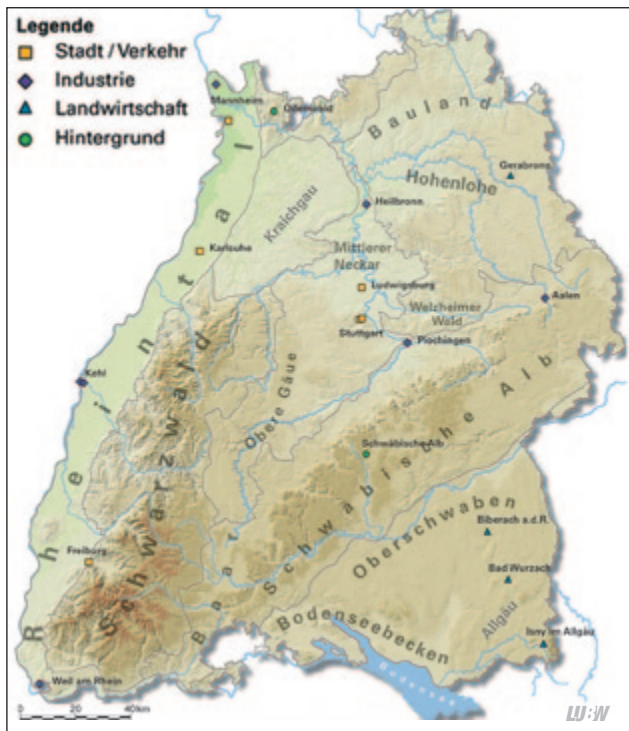 Legende
Stadt / Verkehr
Industrie
Landwirtschaft
Hintergrund
Mannheim
Odenwald
Bauland
Gerabronn
Hohenlohe
Heilbronn
Kraichgau
Rheintal
Karlsruhe
Mittlerer
Neckar
Ludwigsburg
Welzheimer
Wald
Aalen
Stuttgart
Plochingen
Kehl
Schwarzwald
Obere Gäue
Schwäbische Alb
Schwäbische Alb
Baar
Oberschwaben
Biberach a.d.R.
Freiburg
Bad Wurzach
Allgäu
Bodenseebecken
Isny im Allgäu
Bodensee
Weil am Rhein
0 20 40km
LUBW